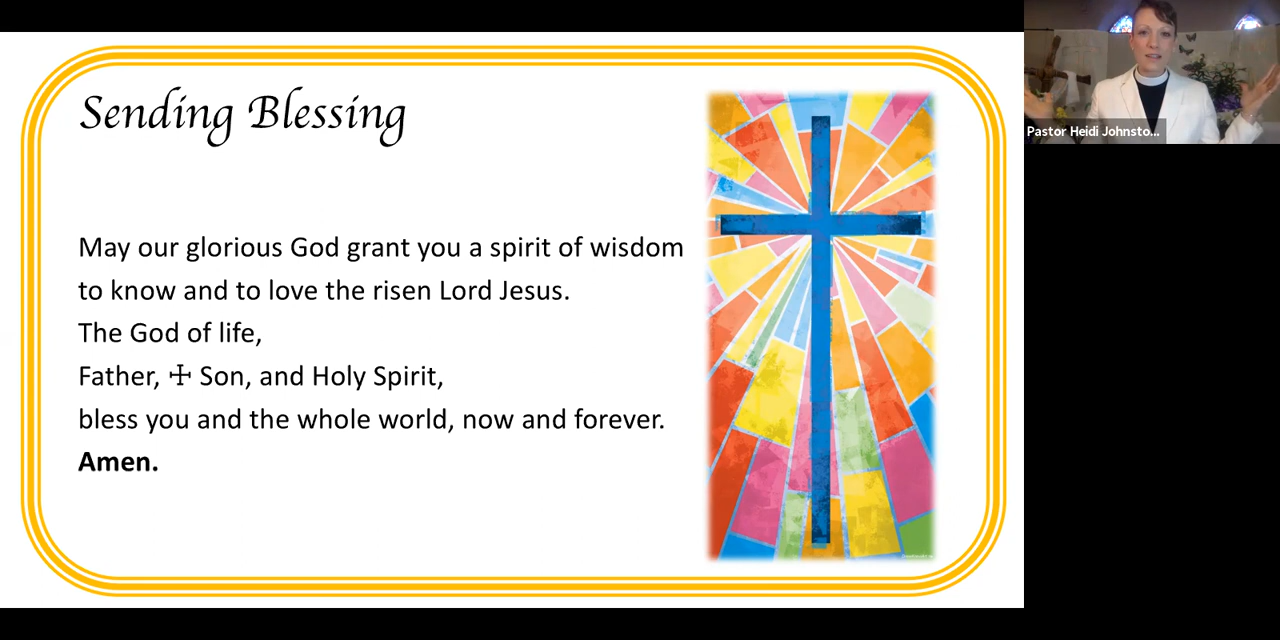 Sending Blessing
May our glorious God grant you a spirit of wisdom
to know and to love the risen Lord Jesus.
The God of life,
Father, ☩ Son, and Holy Spirit,
bless you and the whole world, now and forever.
Amen.
Pastor Heidi Johnsto...